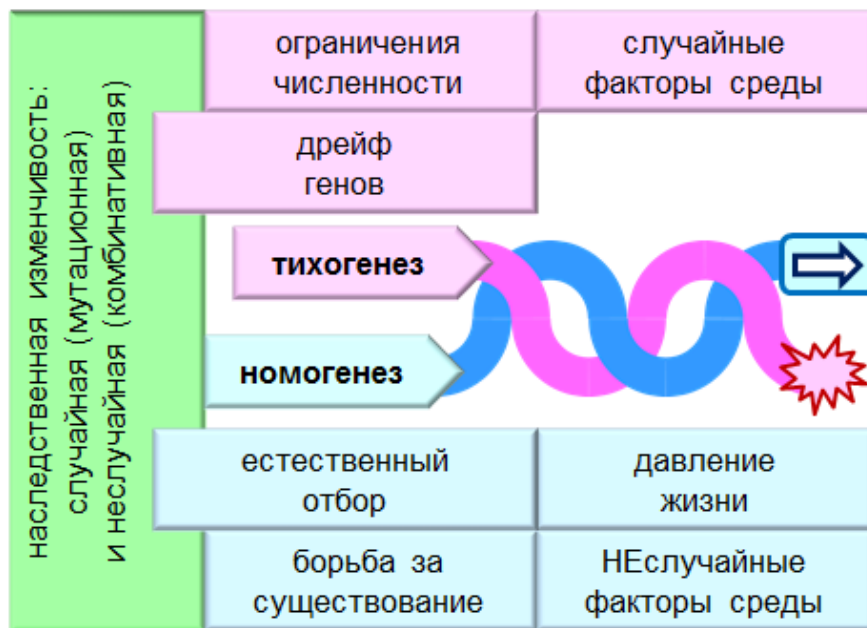 наследственная изменчивость:
случайная (мутационная)
и неслучайная (комбинативная)
ограничения
численности
случайные
факторы среды
дрейф
генов
тихогенез
номогенез
естественный
отбор
давление
жизни
борьба за
существование
НЕслучайные
факторы среды